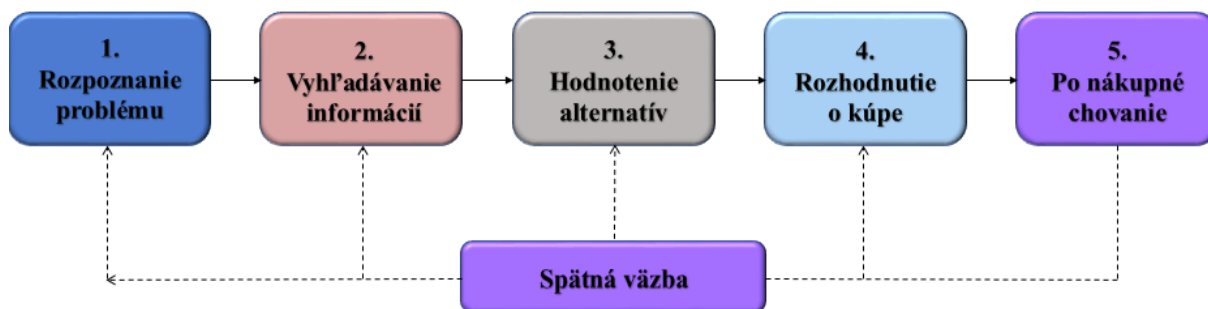 1.
Rozpoznanie
problému
2.
Vyhľadávanie
informácií
3.
Hodnotenie
alternatív
4.
Rozhodnutie
o kúpe
5.
Po nákupné
chovanie
Spätná väzba